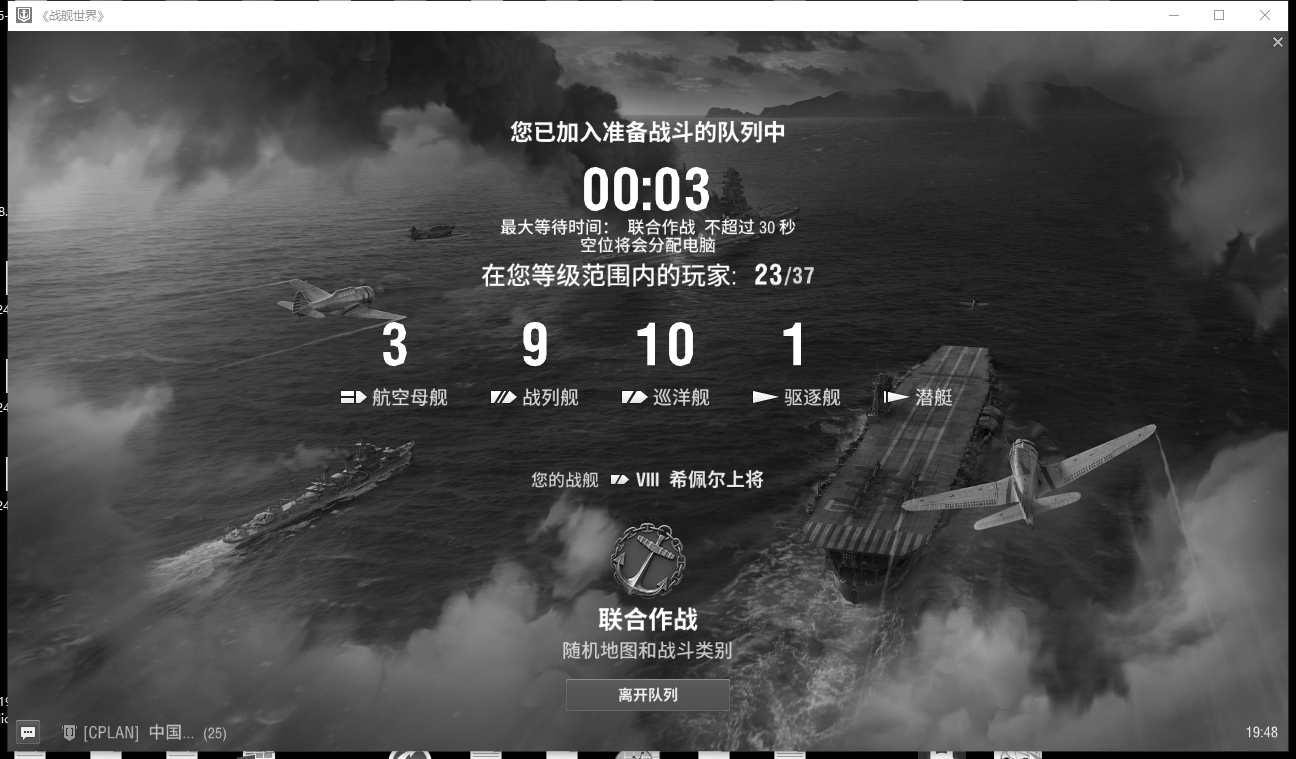 《战舰世界》
您已加入准备战斗的队列中
00:03
最大等待时间： 联合作战 不超过 30 秒
空位将会分配电脑
在您等级范围内的玩家: 23/37
3 9 10 1
航空母舰 战列舰 巡洋舰 驱逐舰 潜艇
您的战舰 VIII 希佩尔上将
联合作战
随机地图和战斗类别
离开队列
[CPLAN] 中国... (25)
19:48